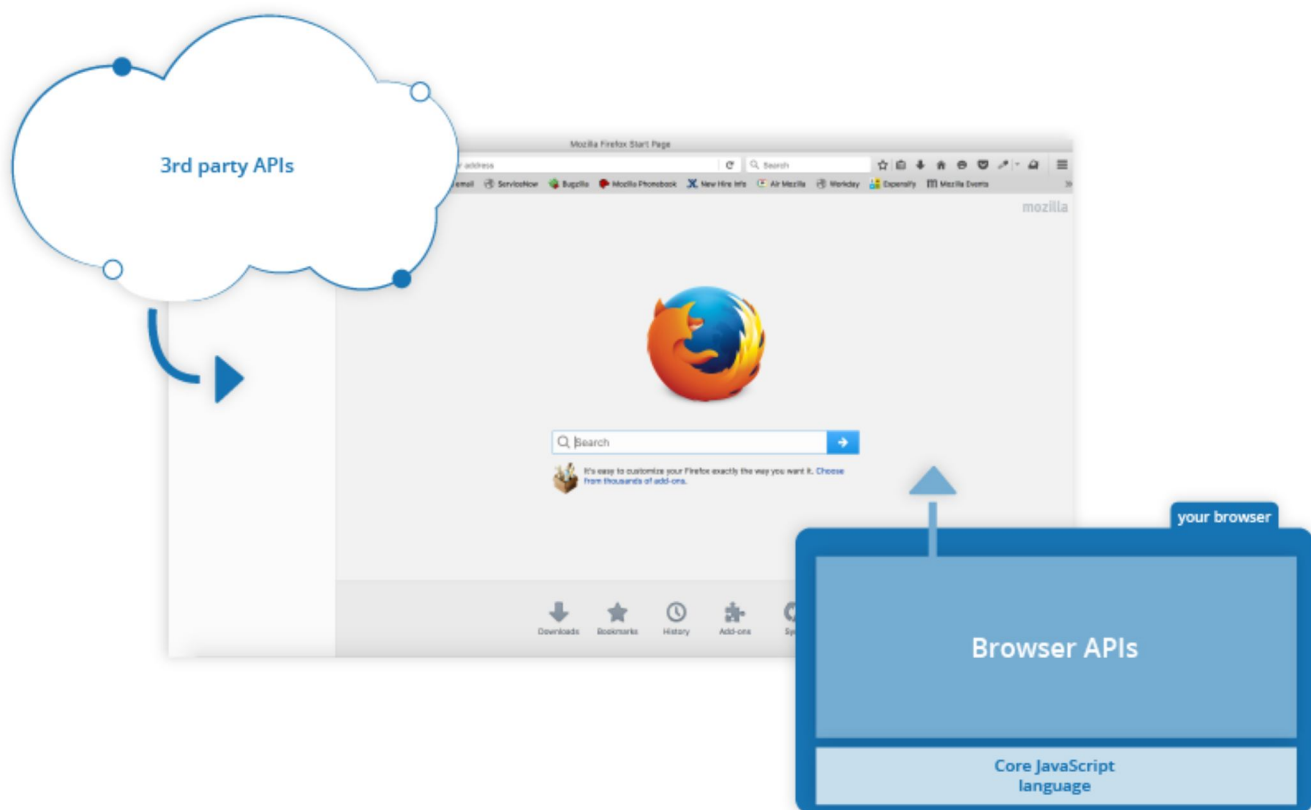 3rd party APIs
Mozilla Firefox Start Page
address
Search
email ServiceNow Bugzilla Mozilla Phonebook New Hire Info Air Mozilla Workday Expensify Mozilla Events
mozilla
Search
It's easy to customize your Firefox exactly the way you want it. Choose
from thousands of add-ons.
your browser
Downloads Bookmarks History Add-ons
Browser APIs
Core JavaScript
language